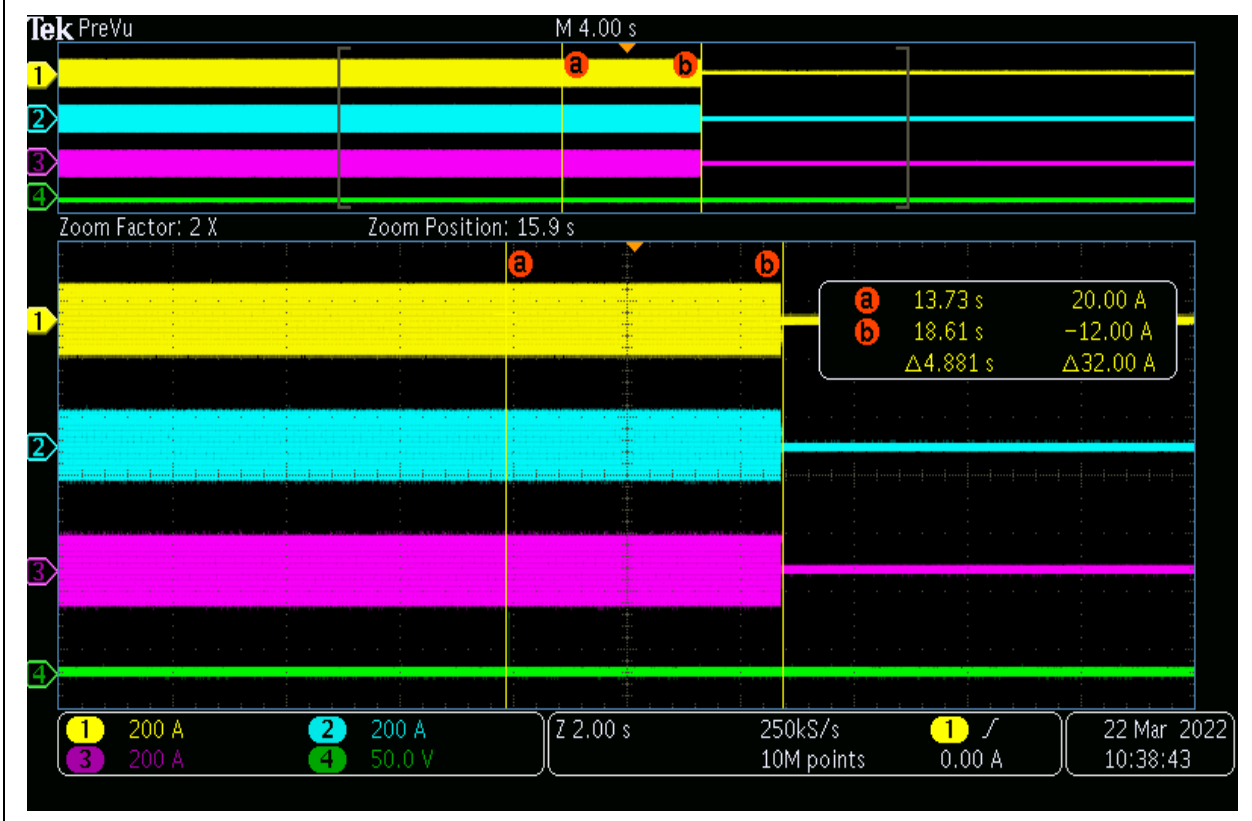 Tek PreVu M 4.00 s
a b
1
2
3
4
Zoom Factor: 2 X Zoom Position: 15.9 s
a b
a 13.73 s 20.00 A
b 18.61 s −12.00 A
△4.881 s △32.00 A
1
2
3
4
1 200 A 2 200 A Z 2.00 s 250kS/s 1 22 Mar 2022
3 200 A 4 50.0 V 10M points 0.00 A 10:38:43